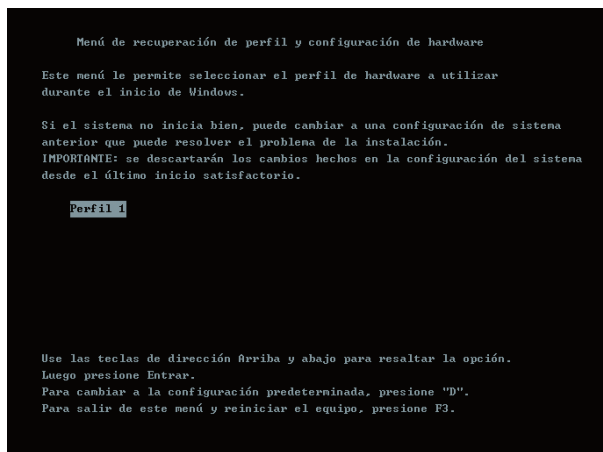 Menú de recuperación de perfil y configuración de hardware
Este menú le permite seleccionar el perfil de hardware a utilizar
durante el inicio de Windows.
Si el sistema no inicia bien, puede cambiar a una configuración de sistema
anterior que puede resolver el problema de la instalación.
IMPORTANTE: se descartarán los cambios hechos en la configuración del sistema
desde el último inicio satisfactorio.
Perfil 1
Use las teclas de dirección Arriba y abajo para resaltar la opción.
Luego presione Entrar.
Para cambiar a la configuración predeterminada, presione "D".
Para salir de este menú y reiniciar el equipo, presione F3.